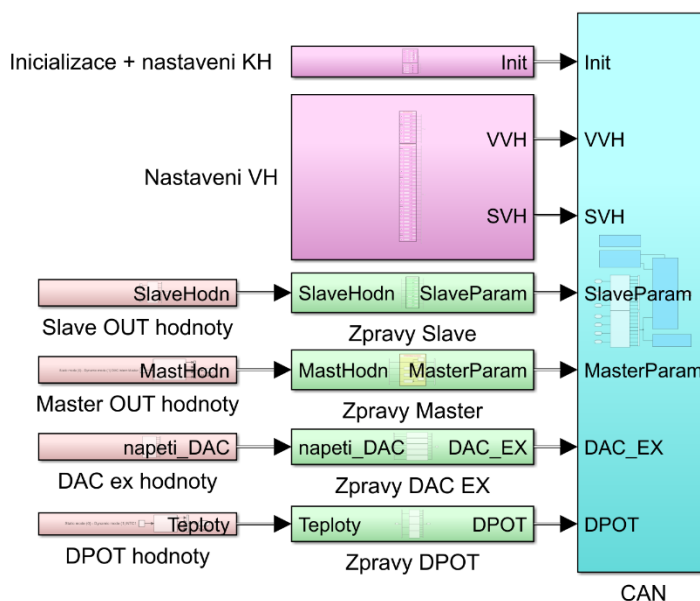 Inicializace + nastaveni KH
Init
Init
Nastaveni VH
VVH
VVH
SVH
SVH
SlaveHodn
SlaveHodn
SlaveParam
SlaveParam
Slave OUT hodnoty
Zpravy Slave
MastHodn
MastHodn
MasterParam
MasterParam
Master OUT hodnoty
Zpravy Master
napeti_DAC
napeti_DAC
DAC_EX
DAC_EX
DAC ex hodnoty
Zpravy DAC EX
Teploty
Teploty
DPOT
DPOT
DPOT hodnoty
Zpravy DPOT
CAN